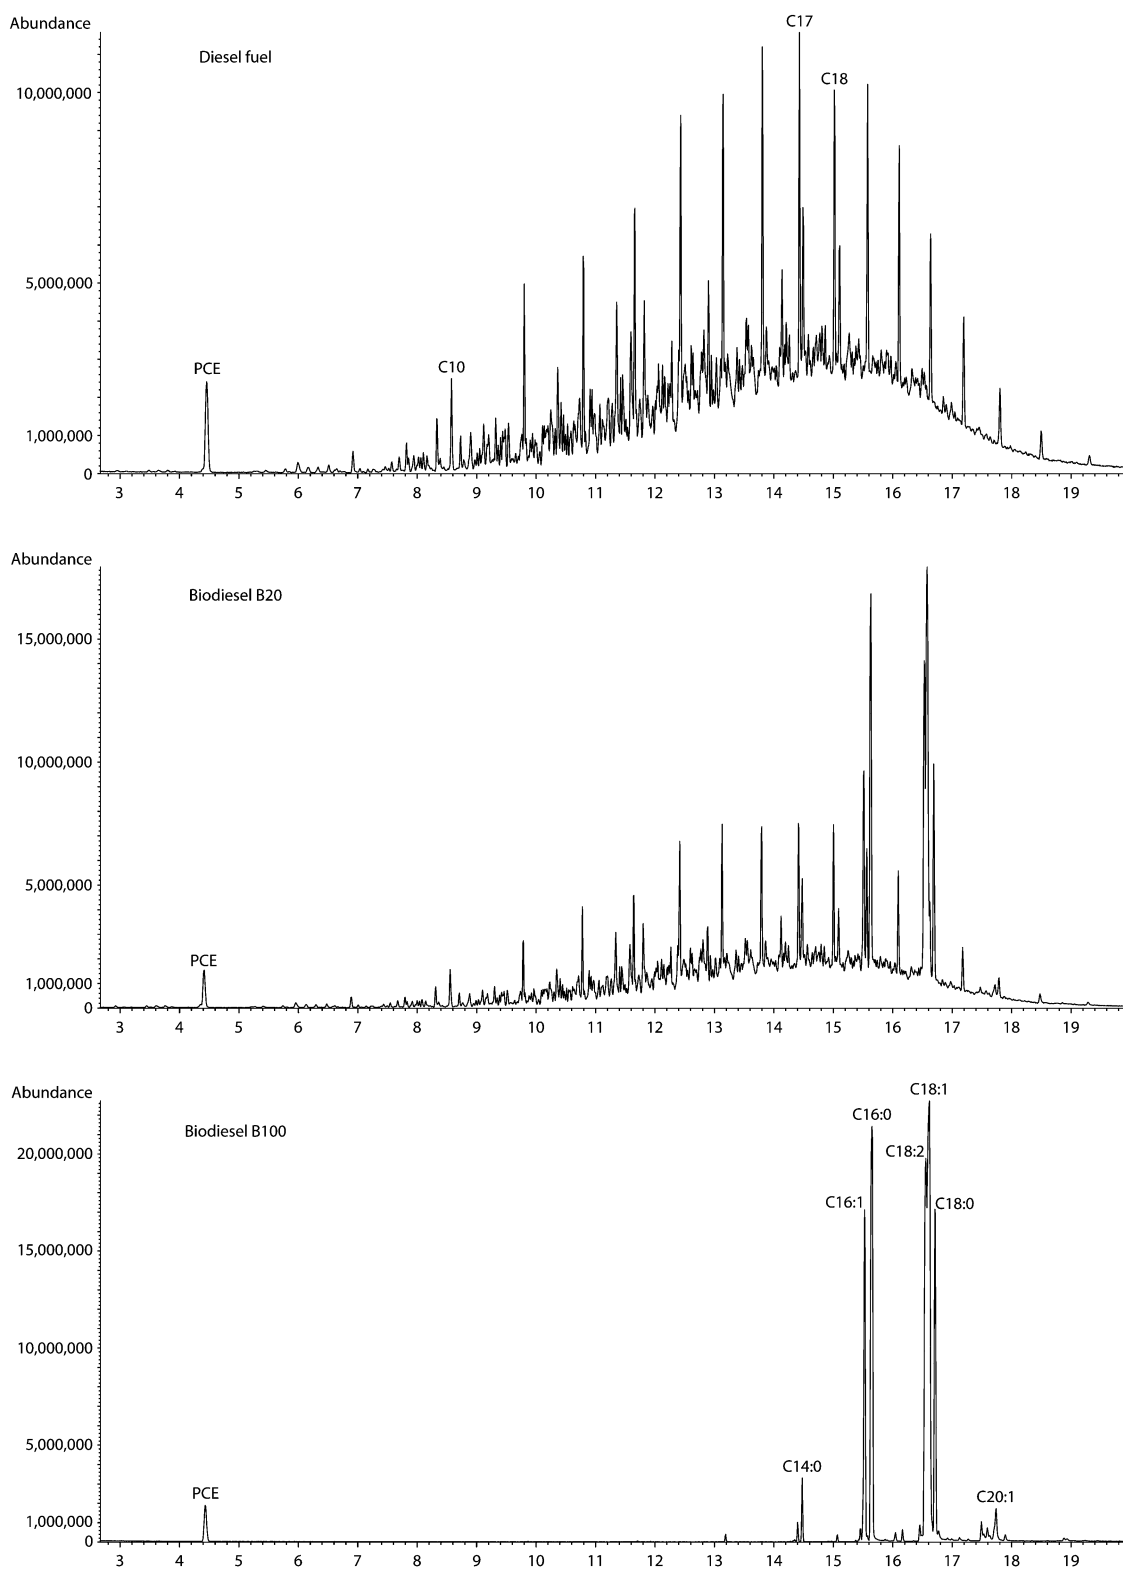 Abundance
Diesel fuel
C17
C18
10,000,000
5,000,000
PCE
C10
1,000,000
0
3 4 5 6 7 8 9 10 11 12 13 14 15 16 17 18 19
Abundance
Biodiesel B20
15,000,000
10,000,000
5,000,000
PCE
1,000,000
0
3 4 5 6 7 8 9 10 11 12 13 14 15 16 17 18 19
Abundance
C18:1
C16:0
Biodiesel B100
20,000,000
C18:2
C16:1 C18:0
15,000,000
10,000,000
5,000,000
C14:0
PCE C20:1
1,000,000
0
3 4 5 6 7 8 9 10 11 12 13 14 15 16 17 18 19